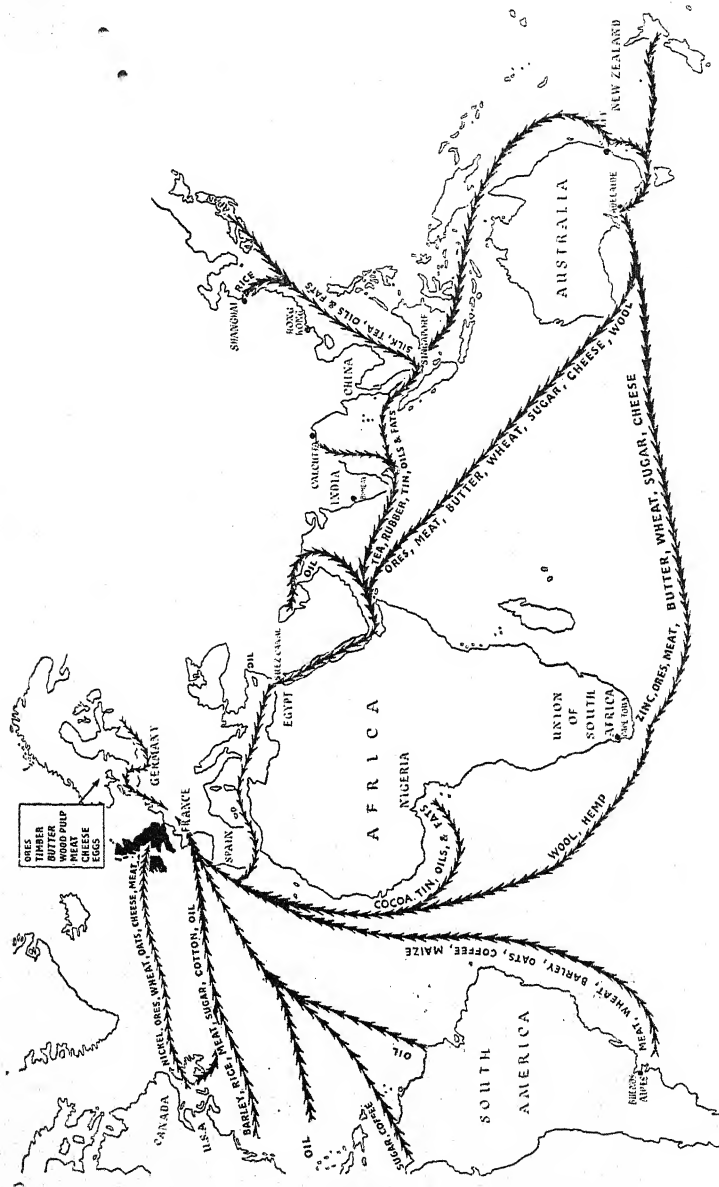 ORES
TIMBER
BUTTER
WOOD PULP
MEAT
CHEESE
EGGS
GERMANY
FRANCE
SPAIN
CANADA
U.S.A
NICKEL, ORES, WHEAT, OATS, CHEESE, MEAT
BARLEY, RICE, MEAT, SUGAR, COTTON, OIL
OIL
SUGAR, COFFEE
OIL
SOUTH
AMERICA
BUENOS
AIRES
MEAT, WHEAT, BARLEY, OATS, COFFEE, MAIZE
COCOA, TIN, OILS, & FATS
WOOL, HEMP
ZINC, ORES, MEAT, BUTTER, WHEAT, SUGAR, CHEESE
AFRICA
NIGERIA
EGYPT
SUEZ CANAL
OIL
UNION
OF
SOUTH
AFRICA
CAPE TOWN
OIL
TEA, RUBBER, TIN, OILS & FATS
ORES, MEAT, BUTTER, WHEAT, SUGAR, CHEESE, WOOL
CALCUTTA
INDIA
CHINA
HONG
KONG
SHANGHAI
RICE
SILK, TEA, OILS & FATS
SINGAPORE
AUSTRALIA
ADELAIDE
NEW ZEALAND